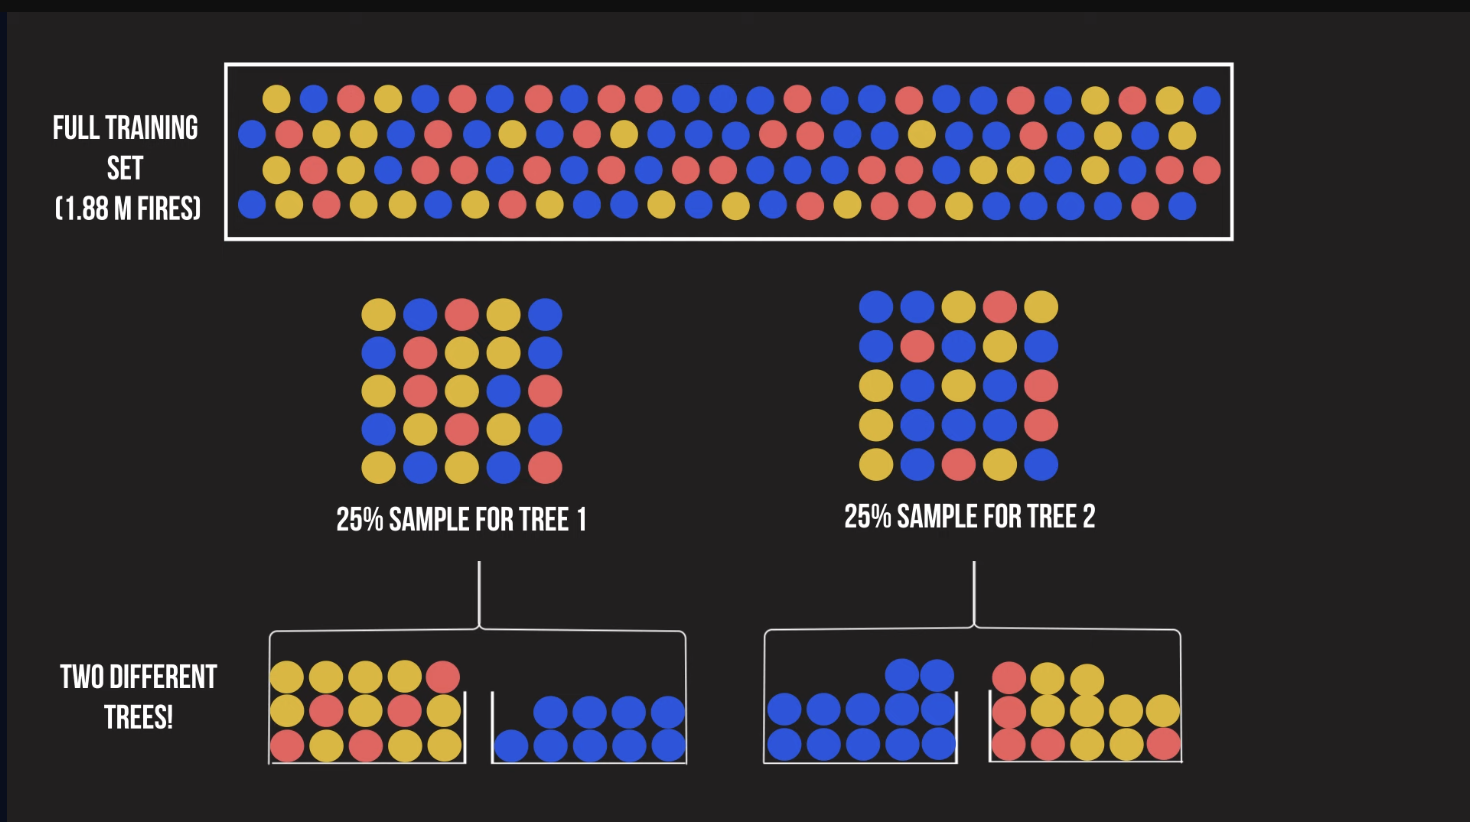 FULL TRAINING
SET
(1.88 M FIRES)
25% SAMPLE FOR TREE 1
25% SAMPLE FOR TREE 2
TWO DIFFERENT
TREES!